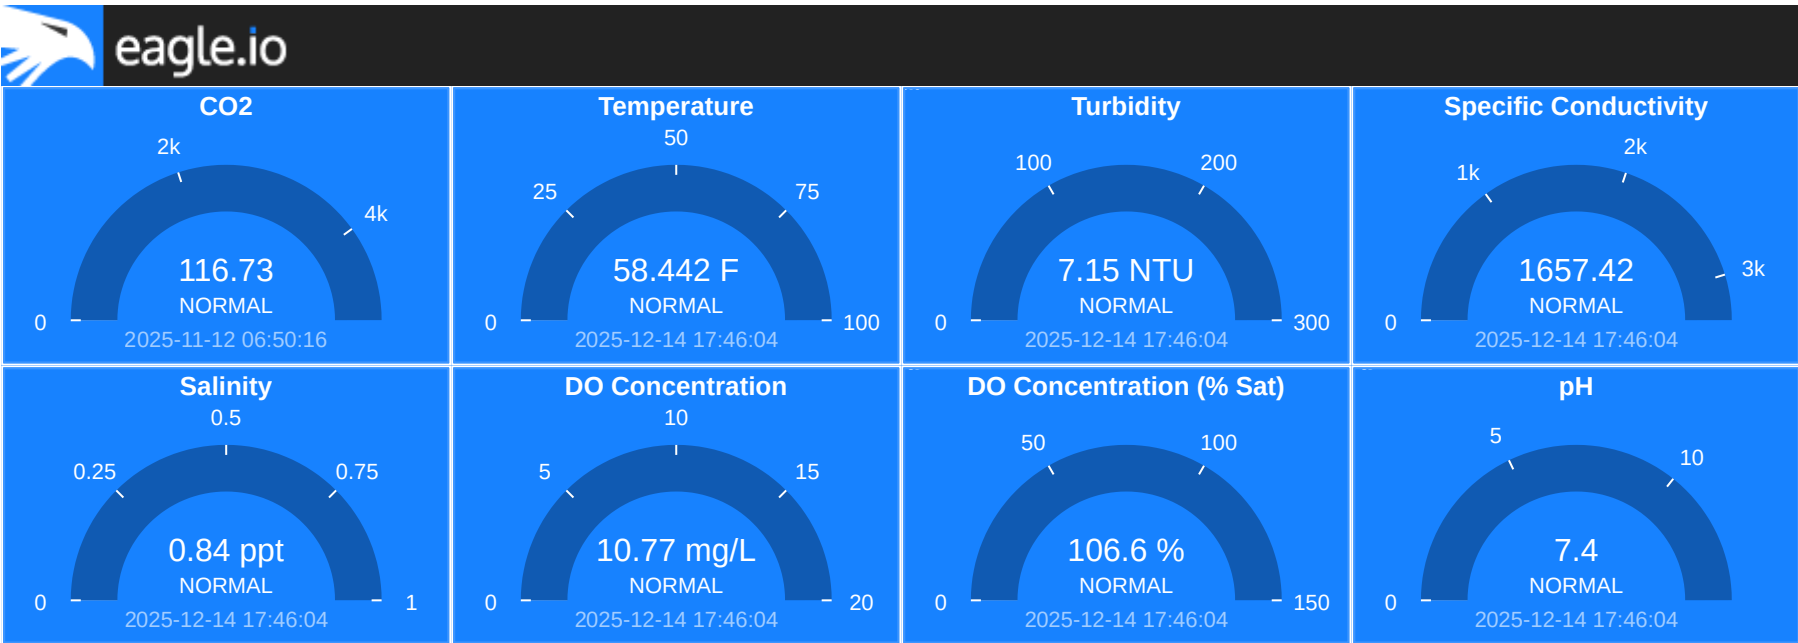 eagle.io
CO2
2k
4k
0
116.73
NORMAL
2025-11-12 06:50:16
Temperature
50
25
75
0
100
58.442 F
NORMAL
2025-12-14 17:46:04
Turbidity
100
200
0
300
7.15 NTU
NORMAL
2025-12-14 17:46:04
Specific Conductivity
2k
1k
3k
0
1657.42
NORMAL
2025-12-14 17:46:04
Salinity
0.5
0.25
0.75
0
1
0.84 ppt
NORMAL
2025-12-14 17:46:04
DO Concentration
10
5
15
0
20
10.77 mg/L
NORMAL
2025-12-14 17:46:04
DO Concentration (% Sat)
50
100
0
150
106.6 %
NORMAL
2025-12-14 17:46:04
pH
5
10
0
7.4
NORMAL
2025-12-14 17:46:04